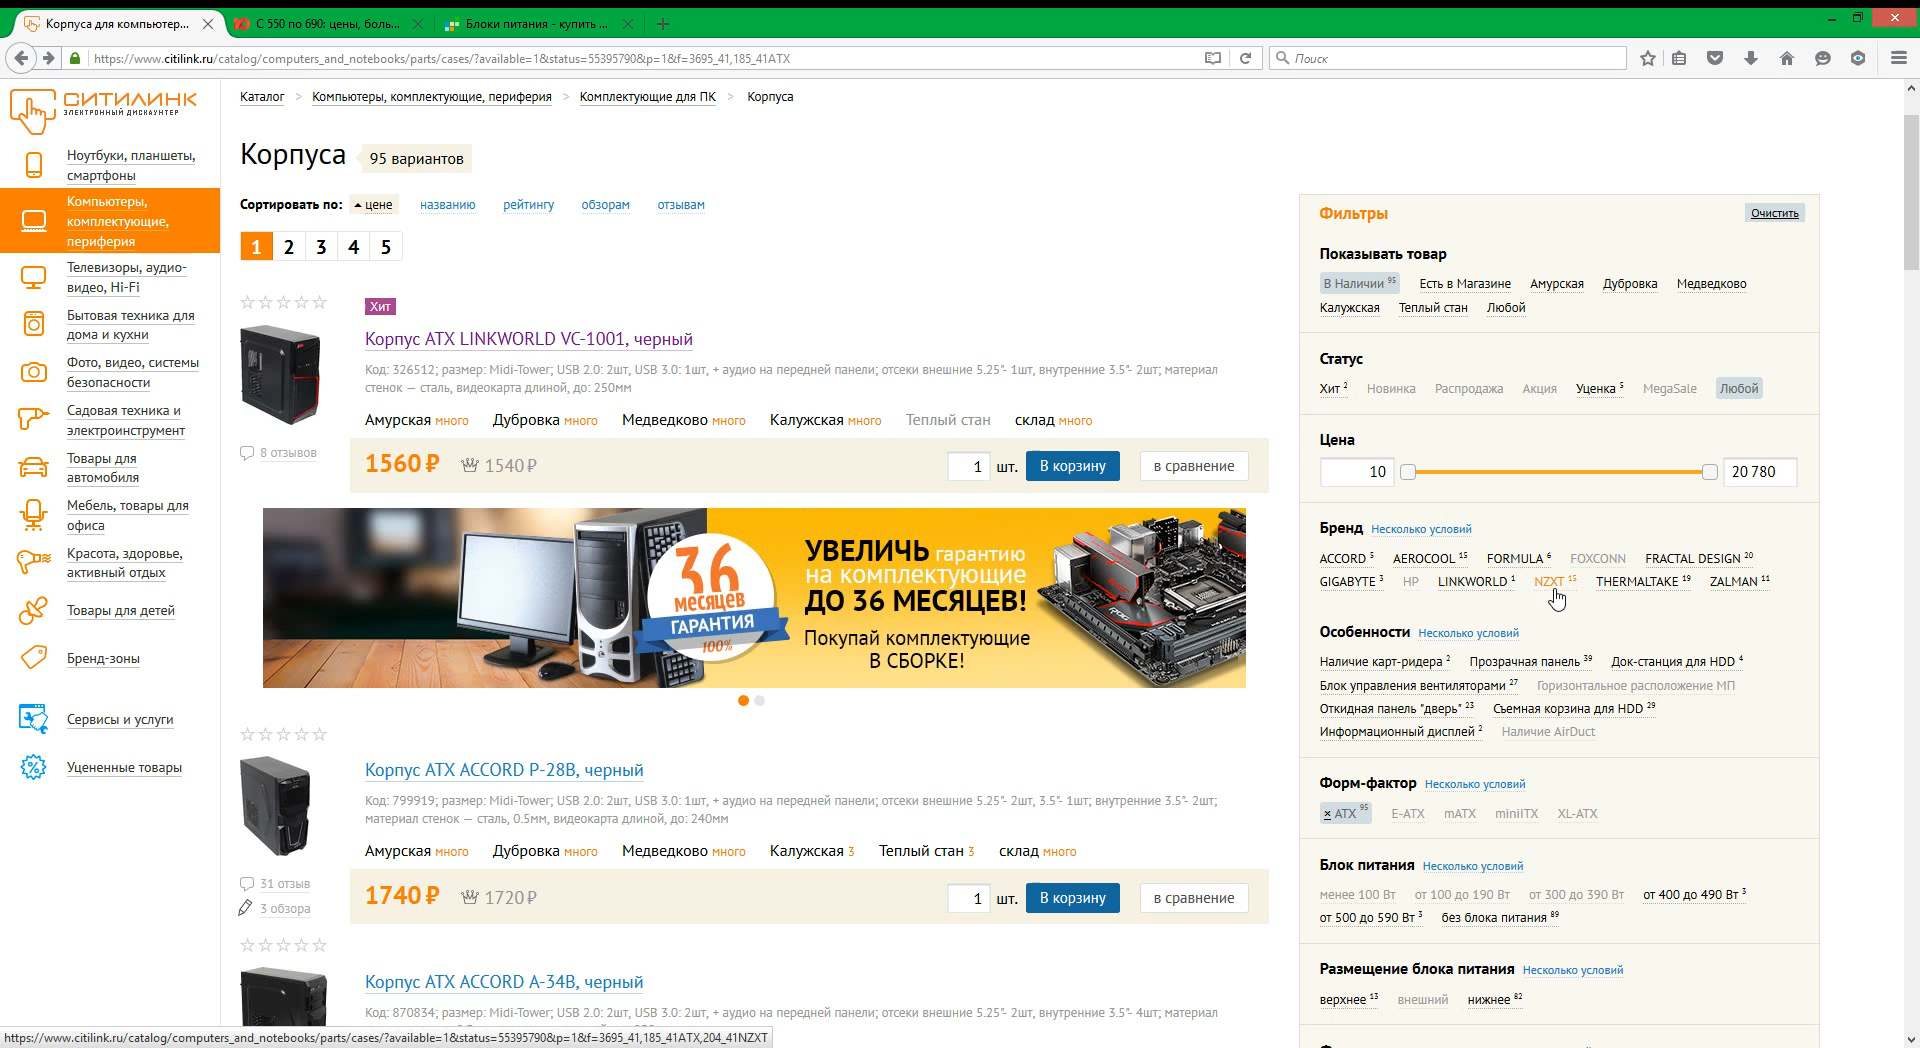 Корпуса для компьютер...
С 550 по 690: цены, боль...
Блоки питания - купить ...
https://www.citilink.ru/catalog/computers_and_notebooks/parts/cases/?available=1&status=55395790&p=1&f=3695_41,185_41ATX
Поиск
СИТИЛИНК
ЭЛЕКТРОННЫЙ ДИСКАУНТЕР
Ноутбуки, планшеты,
смартфоны
Компьютеры,
комплектующие,
периферия
Телевизоры, аудио-
видео, Hi-Fi
Бытовая техника для
дома и кухни
Фото, видео, системы
безопасности
Садовая техника и
электроинструмент
Товары для
автомобиля
Мебель, товары для
офиса
Красота, здоровье,
активный отдых
Товары для детей
Бренд-зоны
Сервисы и услуги
Уцененные товары
Каталог > Компьютеры, комплектующие, периферия > Комплектующие для ПК > Корпуса
Корпуса 95 вариантов
Сортировать по: цене названию рейтингу обзорам отзывам
1 2 3 4 5
Хит
Корпус ATX LINKWORLD VC-1001, черный
Код: 326512; размер: Midi-Tower; USB 2.0: 2шт, USB 3.0: 1шт, + аудио на передней панели; отсеки внешние 5.25"- 1шт, внутренние 3.5"- 2шт; материал
стенок — сталь, видеокарта длиной, до: 250мм
Амурская много Дубровка много Медведково много Калужская много Теплый стан склад много
8 отзывов
1560 ₽ 1540 ₽ 1 шт. В корзину в сравнение
36
месяцев
ГАРАНТИЯ
100%
УВЕЛИЧЬ гарантию
на комплектующие
ДО 36 МЕСЯЦЕВ!
Покупай комплектующие
В СБОРКЕ!
Корпус ATX ACCORD P-28B, черный
Код: 799919; размер: Midi-Tower; USB 2.0: 2шт, USB 3.0: 1шт, + аудио на передней панели; отсеки внешние 5.25"- 2шт, 3.5"- 1шт; внутренние 3.5"- 2шт;
материал стенок — сталь, 0.5мм, видеокарта длиной, до: 240мм
Амурская много Дубровка много Медведково много Калужская 3 Теплый стан 3 склад много
31 отзыв
3 обзора
1740 ₽ 1720 ₽ 1 шт. В корзину в сравнение
Корпус ATX ACCORD A-34B, черный
Код: 870834; размер: Midi-Tower; USB 2.0: 2шт, USB 3.0: 2шт, + аудио на передней панели; отсеки внешние 5.25"- 2шт, внутренние 3.5"- 4шт; материал
Фильтры Очистить
Показывать товар
В Наличии 95 Есть в Магазине Амурская Дубровка Медведково
Калужская Теплый стан Любой
Статус
Хит 2 Новинка Распродажа Акция Уценка 5 MegaSale Любой
Цена
10 20 780
Бренд Несколько условий
ACCORD 5 AEROCOOL 15 FORMULA 6 FOXCONN FRACTAL DESIGN 20
GIGABYTE 3 HP LINKWORLD 1 NZXT 15 THERMALTAKE 19 ZALMAN 11
Особенности Несколько условий
Наличие карт-ридера 2 Прозрачная панель 39 Док-станция для HDD 4
Блок управления вентиляторами 27 Горизонтальное расположение МП
Откидная панель "дверь" 23 Съемная корзина для HDD 29
Информационный дисплей 2 Наличие AirDuct
Форм-фактор Несколько условий
x ATX 95 E-ATX mATX miniITX XL-ATX
Блок питания Несколько условий
менее 100 Вт от 100 до 190 Вт от 300 до 390 Вт от 400 до 490 Вт 3
от 500 до 590 Вт 3 без блока питания 89
Размещение блока питания Несколько условий
верхнее 13 внешний нижнее 82
https://www.citilink.ru/catalog/computers_and_notebooks/parts/cases/?available=1&status=55395790&p=1&f=3695_41,185_41ATX,204_41NZXT